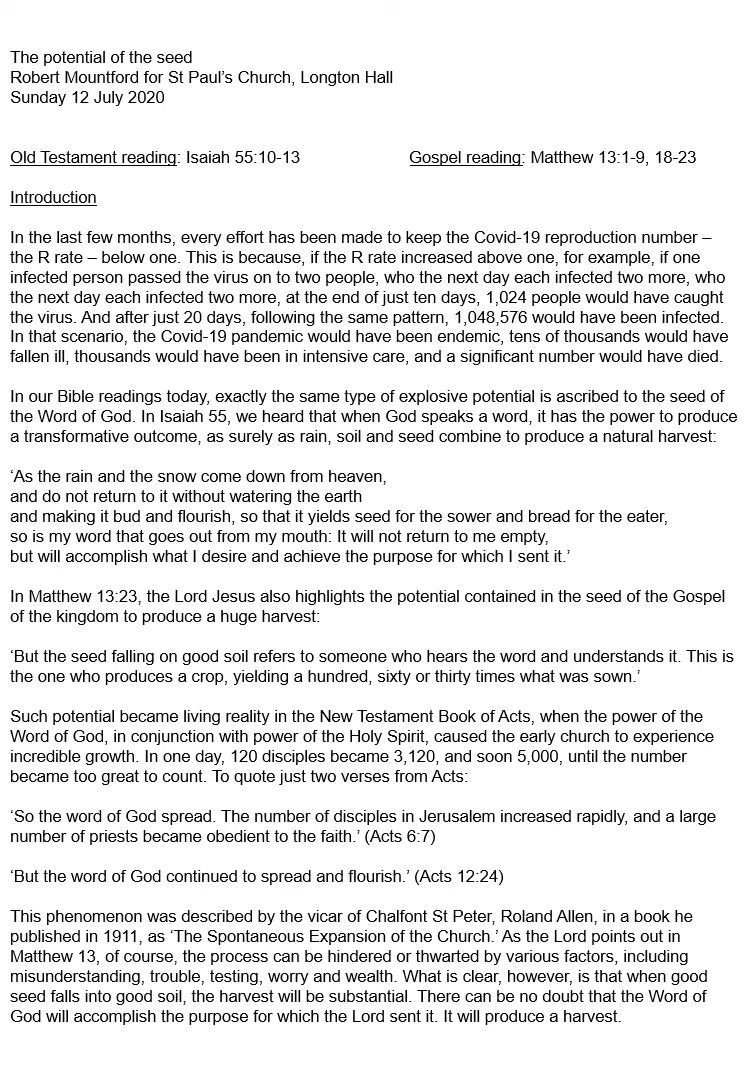 The potential of the seed
Robert Mountford for St Paul’s Church, Longton Hall
Sunday 12 July 2020
Old Testament reading: Isaiah 55:10-13 Gospel reading: Matthew 13:1-9, 18-23
Introduction
In the last few months, every effort has been made to keep the Covid-19 reproduction number –
the R rate – below one. This is because, if the R rate increased above one, for example, if one
infected person passed the virus on to two people, who the next day each infected two more, who
the next day each infected two more, at the end of just ten days, 1,024 people would have caught
the virus. And after just 20 days, following the same pattern, 1,048,576 would have been infected.
In that scenario, the Covid-19 pandemic would have been endemic, tens of thousands would have
fallen ill, thousands would have been in intensive care, and a significant number would have died.
In our Bible readings today, exactly the same type of explosive potential is ascribed to the seed of
the Word of God. In Isaiah 55, we heard that when God speaks a word, it has the power to produce
a transformative outcome, as surely as rain, soil and seed combine to produce a natural harvest:
‘As the rain and the snow come down from heaven,
and do not return to it without watering the earth
and making it bud and flourish, so that it yields seed for the sower and bread for the eater,
so is my word that goes out from my mouth: It will not return to me empty,
but will accomplish what I desire and achieve the purpose for which I sent it.’
In Matthew 13:23, the Lord Jesus also highlights the potential contained in the seed of the Gospel
of the kingdom to produce a huge harvest:
‘But the seed falling on good soil refers to someone who hears the word and understands it. This is
the one who produces a crop, yielding a hundred, sixty or thirty times what was sown.’
Such potential became living reality in the New Testament Book of Acts, when the power of the
Word of God, in conjunction with power of the Holy Spirit, caused the early church to experience
incredible growth. In one day, 120 disciples became 3,120, and soon 5,000, until the number
became too great to count. To quote just two verses from Acts:
‘So the word of God spread. The number of disciples in Jerusalem increased rapidly, and a large
number of priests became obedient to the faith.’ (Acts 6:7)
‘But the word of God continued to spread and flourish.’ (Acts 12:24)
This phenomenon was described by the vicar of Chalfont St Peter, Roland Allen, in a book he
published in 1911, as ‘The Spontaneous Expansion of the Church.’ As the Lord points out in
Matthew 13, of course, the process can be hindered or thwarted by various factors, including
misunderstanding, trouble, testing, worry and wealth. What is clear, however, is that when good
seed falls into good soil, the harvest will be substantial. There can be no doubt that the Word of
God will accomplish the purpose for which the Lord sent it. It will produce a harvest.